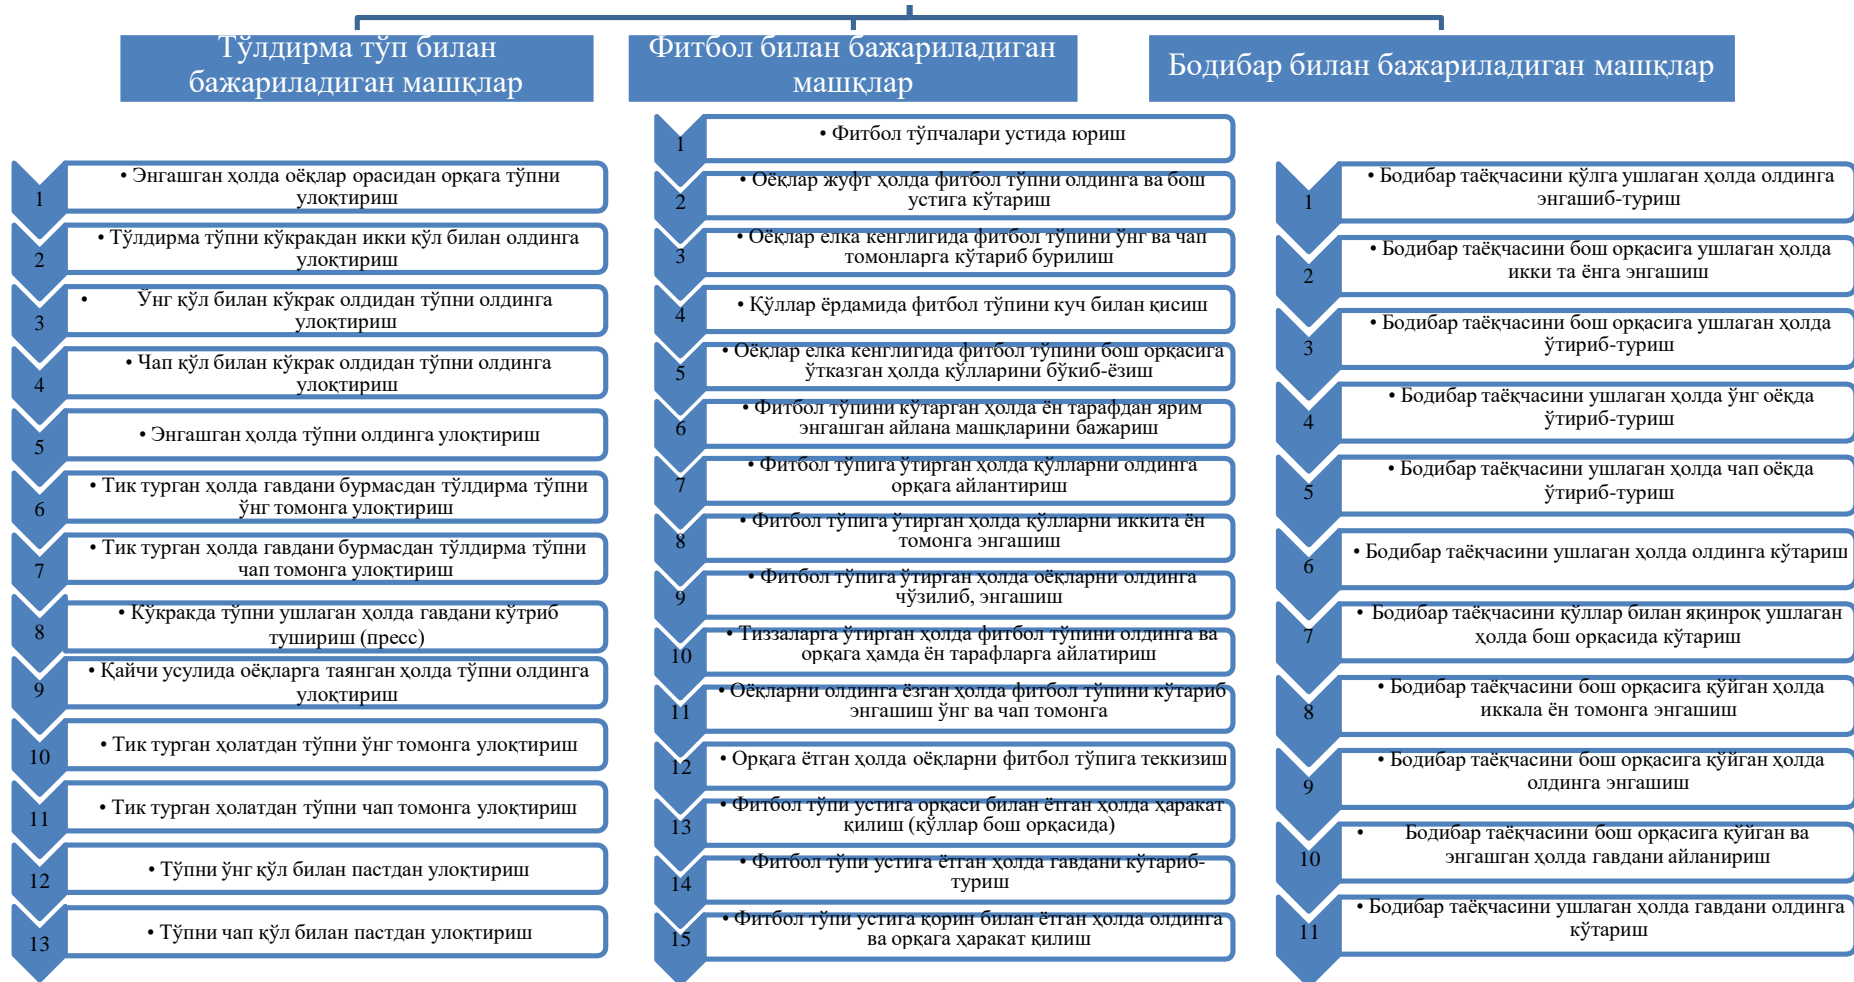 Тўлдирма тўп билан
бажариладиган машқлар
1
• Энгашган ҳолда оёқлар орасидан орқага тўпни
улоқтириш
2
• Тўлдирма тўпни кўкракдан икки қўл билан олдинга
улоқтириш
3
• Ўнг қўл билан кўкрак олдидан тўпни олдинга
улоқтириш
4
• Чап қўл билан кўкрак олдидан тўпни олдинга
улоқтириш
5
• Энгашган ҳолда тўпни олдинга улоқтириш
6
• Тик турган ҳолда гавдани бурмасдан тўлдирма тўпни
ўнг томонга улоқтириш
7
• Тик турган ҳолда гавдани бурмасдан тўлдирма тўпни
чап томонга улоқтириш
8
• Кўкракда тўпни ушлаган ҳолда гавдани кўтриб
тушириш (пресс)
9
• Қайчи усулида оёқларга таянган ҳолда тўпни олдинга
улоқтириш
10
• Тик турган ҳолатдан тўпни ўнг томонга улоқтириш
11
• Тик турган ҳолатдан тўпни чап томонга улоқтириш
12
• Тўпни ўнг қўл билан пастдан улоқтириш
13
• Тўпни чап қўл билан пастдан улоқтириш
Фитбол билан бажариладиган
машқлар
1
• Фитбол тўпчалари устида юриш
2
• Оёқлар жуфт ҳолда фитбол тўпни олдинга ва бош
устига кўтариш
3
• Оёқлар елка кенглигида фитбол тўпини ўнг ва чап
томонларга кўтариб бурилиш
4
• Қўллар ёрдамида фитбол тўпини куч билан қисиш
5
• Оёқлар елка кенглигида фитбол тўпини бош орқасига
ўтказган ҳолда қўлларини бўкиб-ёзиш
6
• Фитбол тўпини кўтарган ҳолда ён тарафдан ярим
энгашган айлана машқларини бажариш
7
• Фитбол тўпига ўтирган ҳолда қўлларни олдинга
орқага айлантириш
8
• Фитбол тўпига ўтирган ҳолда қўлларни иккита ён
томонга энгашиш
9
• Фитбол тўпига ўтирган ҳолда оёқларни олдинга
чўзилиб, энгашиш
10
• Тиззаларга ўтирган ҳолда фитбол тўпини олдинга ва
орқага ҳамда ён тарафларга айлатириш
11
• Оёқларни олдинга ёзган ҳолда фитбол тўпини кўтариб
энгашиш ўнг ва чап томонга
12
• Орқага ётган ҳолда оёқларни фитбол тўпига теккизиш
13
• Фитбол тўпи устига орқаси билан ётган ҳолда ҳаракат
қилиш (қўллар бош орқасида)
14
• Фитбол тўпи устига ётган ҳолда гавдани кўтариб-
туриш
15
• Фитбол тўпи устига қорин билан ётган ҳолда олдинга
ва орқага ҳаракат қилиш
Бодибар билан бажариладиган машқлар
1
• Бодибар таёқчасини қўлга ушлаган ҳолда олдинга
энгашиб-туриш
2
• Бодибар таёқчасини бош орқасига ушлаган ҳолда
икки та ёнга энгашиш
3
• Бодибар таёқчасини бош орқасига ушлаган ҳолда
ўтириб-туриш
4
• Бодибар таёқчасини ушлаган ҳолда ўнг оёқда
ўтириб-туриш
5
• Бодибар таёқчасини ушлаган ҳолда чап оёқда
ўтириб-туриш
6
• Бодибар таёқчасини ушлаган ҳолда олдинга кўтариш
7
• Бодибар таёқчасини қўллар билан яқинроқ ушлаган
ҳолда бош орқасида кўтариш
8
• Бодибар таёқчасини бош орқасига қўйган ҳолда
иккала ён томонга энгашиш
9
• Бодибар таёқчасини бош орқасига қўйган ҳолда
олдинга энгашиш
10
• Бодибар таёқчасини бош орқасига қўйган ва
энгашган ҳолда гавдани айланириш
11
• Бодибар таёқчасини ушлаган ҳолда гавдани олдинга
кўтариш